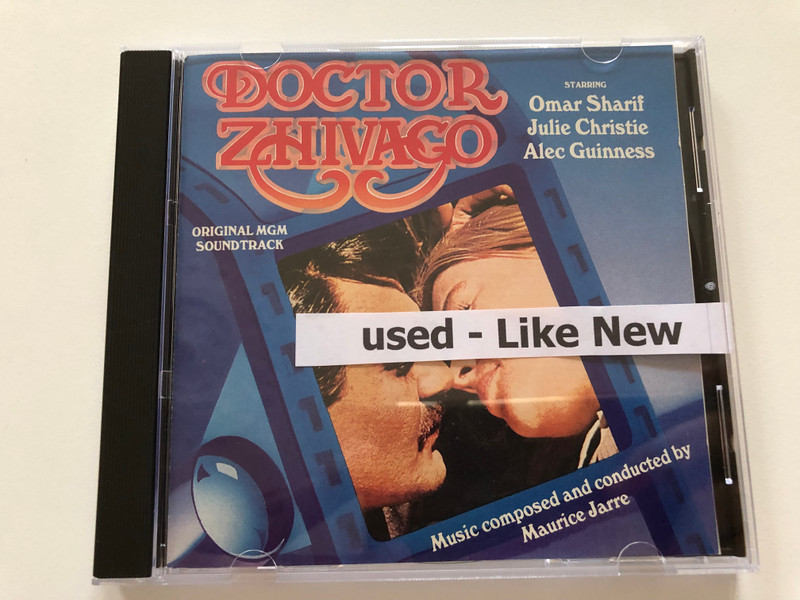 DOCTOR
ZHIVAGO
STARRING
Omar Sharif
Julie Christie
Alec Guinness
ORIGINAL MGM
SOUNDTRACK
used - Like New
Music composed and conducted by
Maurice Jarre